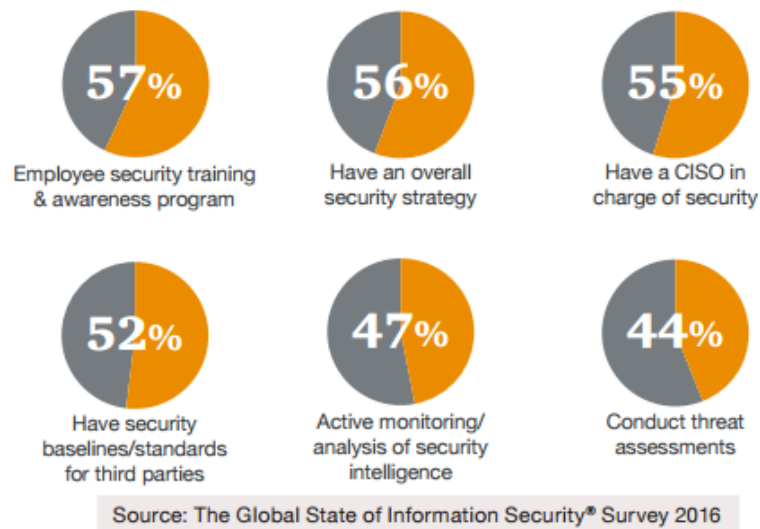 57%
56%
55%
Employee security training
& awareness program
Have an overall
security strategy
Have a CISO in
charge of security
52%
47%
44%
Have security
baselines/standards
for third parties
Active monitoring/
analysis of security
intelligence
Conduct threat
assessments
Source: The Global State of Information Security® Survey 2016